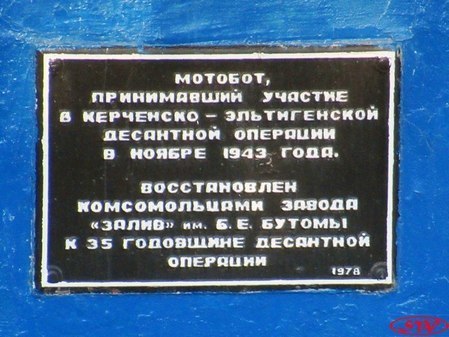 МОТОБОТ,
ПРИНИМАВШИЙ УЧАСТИЕ
В КЕРЧЕНСКО - ЭЛЬТИГЕНСКОЙ
ДЕСАНТНОЙ ОПЕРАЦИИ
В НОЯБРЕ 1943 ГОДА.
ВОССТАНОВЛЕН
КОМСОМОЛЬЦАМИ ЗАВОДА
«ЗАЛИВ» ИМ. Б. Е. БУТОМЫ
К 35 ГОДОВЩИНЕ ДЕСАНТНОЙ
ОПЕРАЦИИ
1978